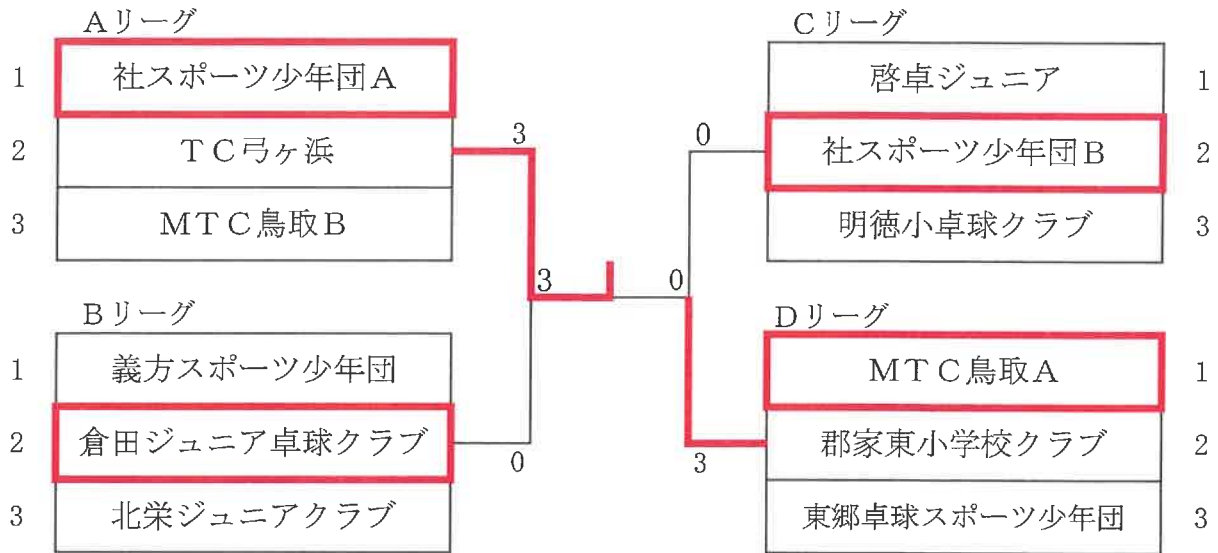 Aリーグ
1 社スポーツ少年団A
2 TC弓ヶ浜
3 MTC鳥取B
Bリーグ
1 義方スポーツ少年団
2 倉田ジュニア卓球クラブ
3 北栄ジュニアクラブ
3
0
3
0
0
3
Cリーグ
啓卓ジュニア 1
社スポーツ少年団B 2
明徳小卓球クラブ 3
Dリーグ
MTC鳥取A 1
郡家東小学校クラブ 2
東郷卓球スポーツ少年団 3